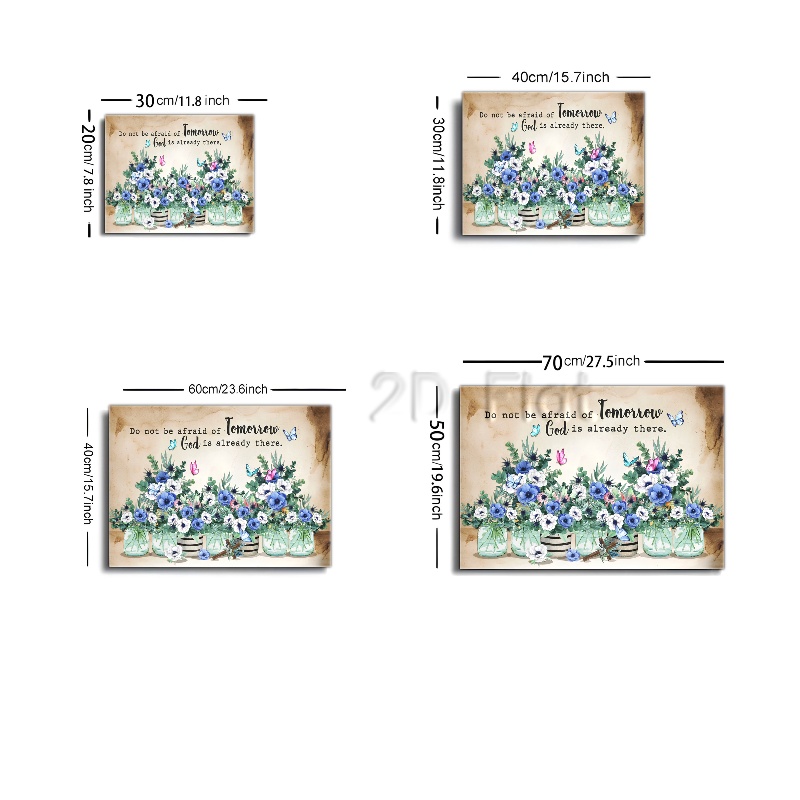 30cm/11.8 inch
20cm/7.8 inch
Do not be afraid of Tomorrow
God is already there.
40cm/15.7inch
30cm/11.8inch
Do not be afraid of Tomorrow
God is already there.
60cm/23.6inch
40cm/15.7inch
Do not be afraid of Tomorrow
God is already there.
2D Flat
70cm/27.5inch
50cm/19.6inch
Do not be afraid of Tomorrow
God is already there.